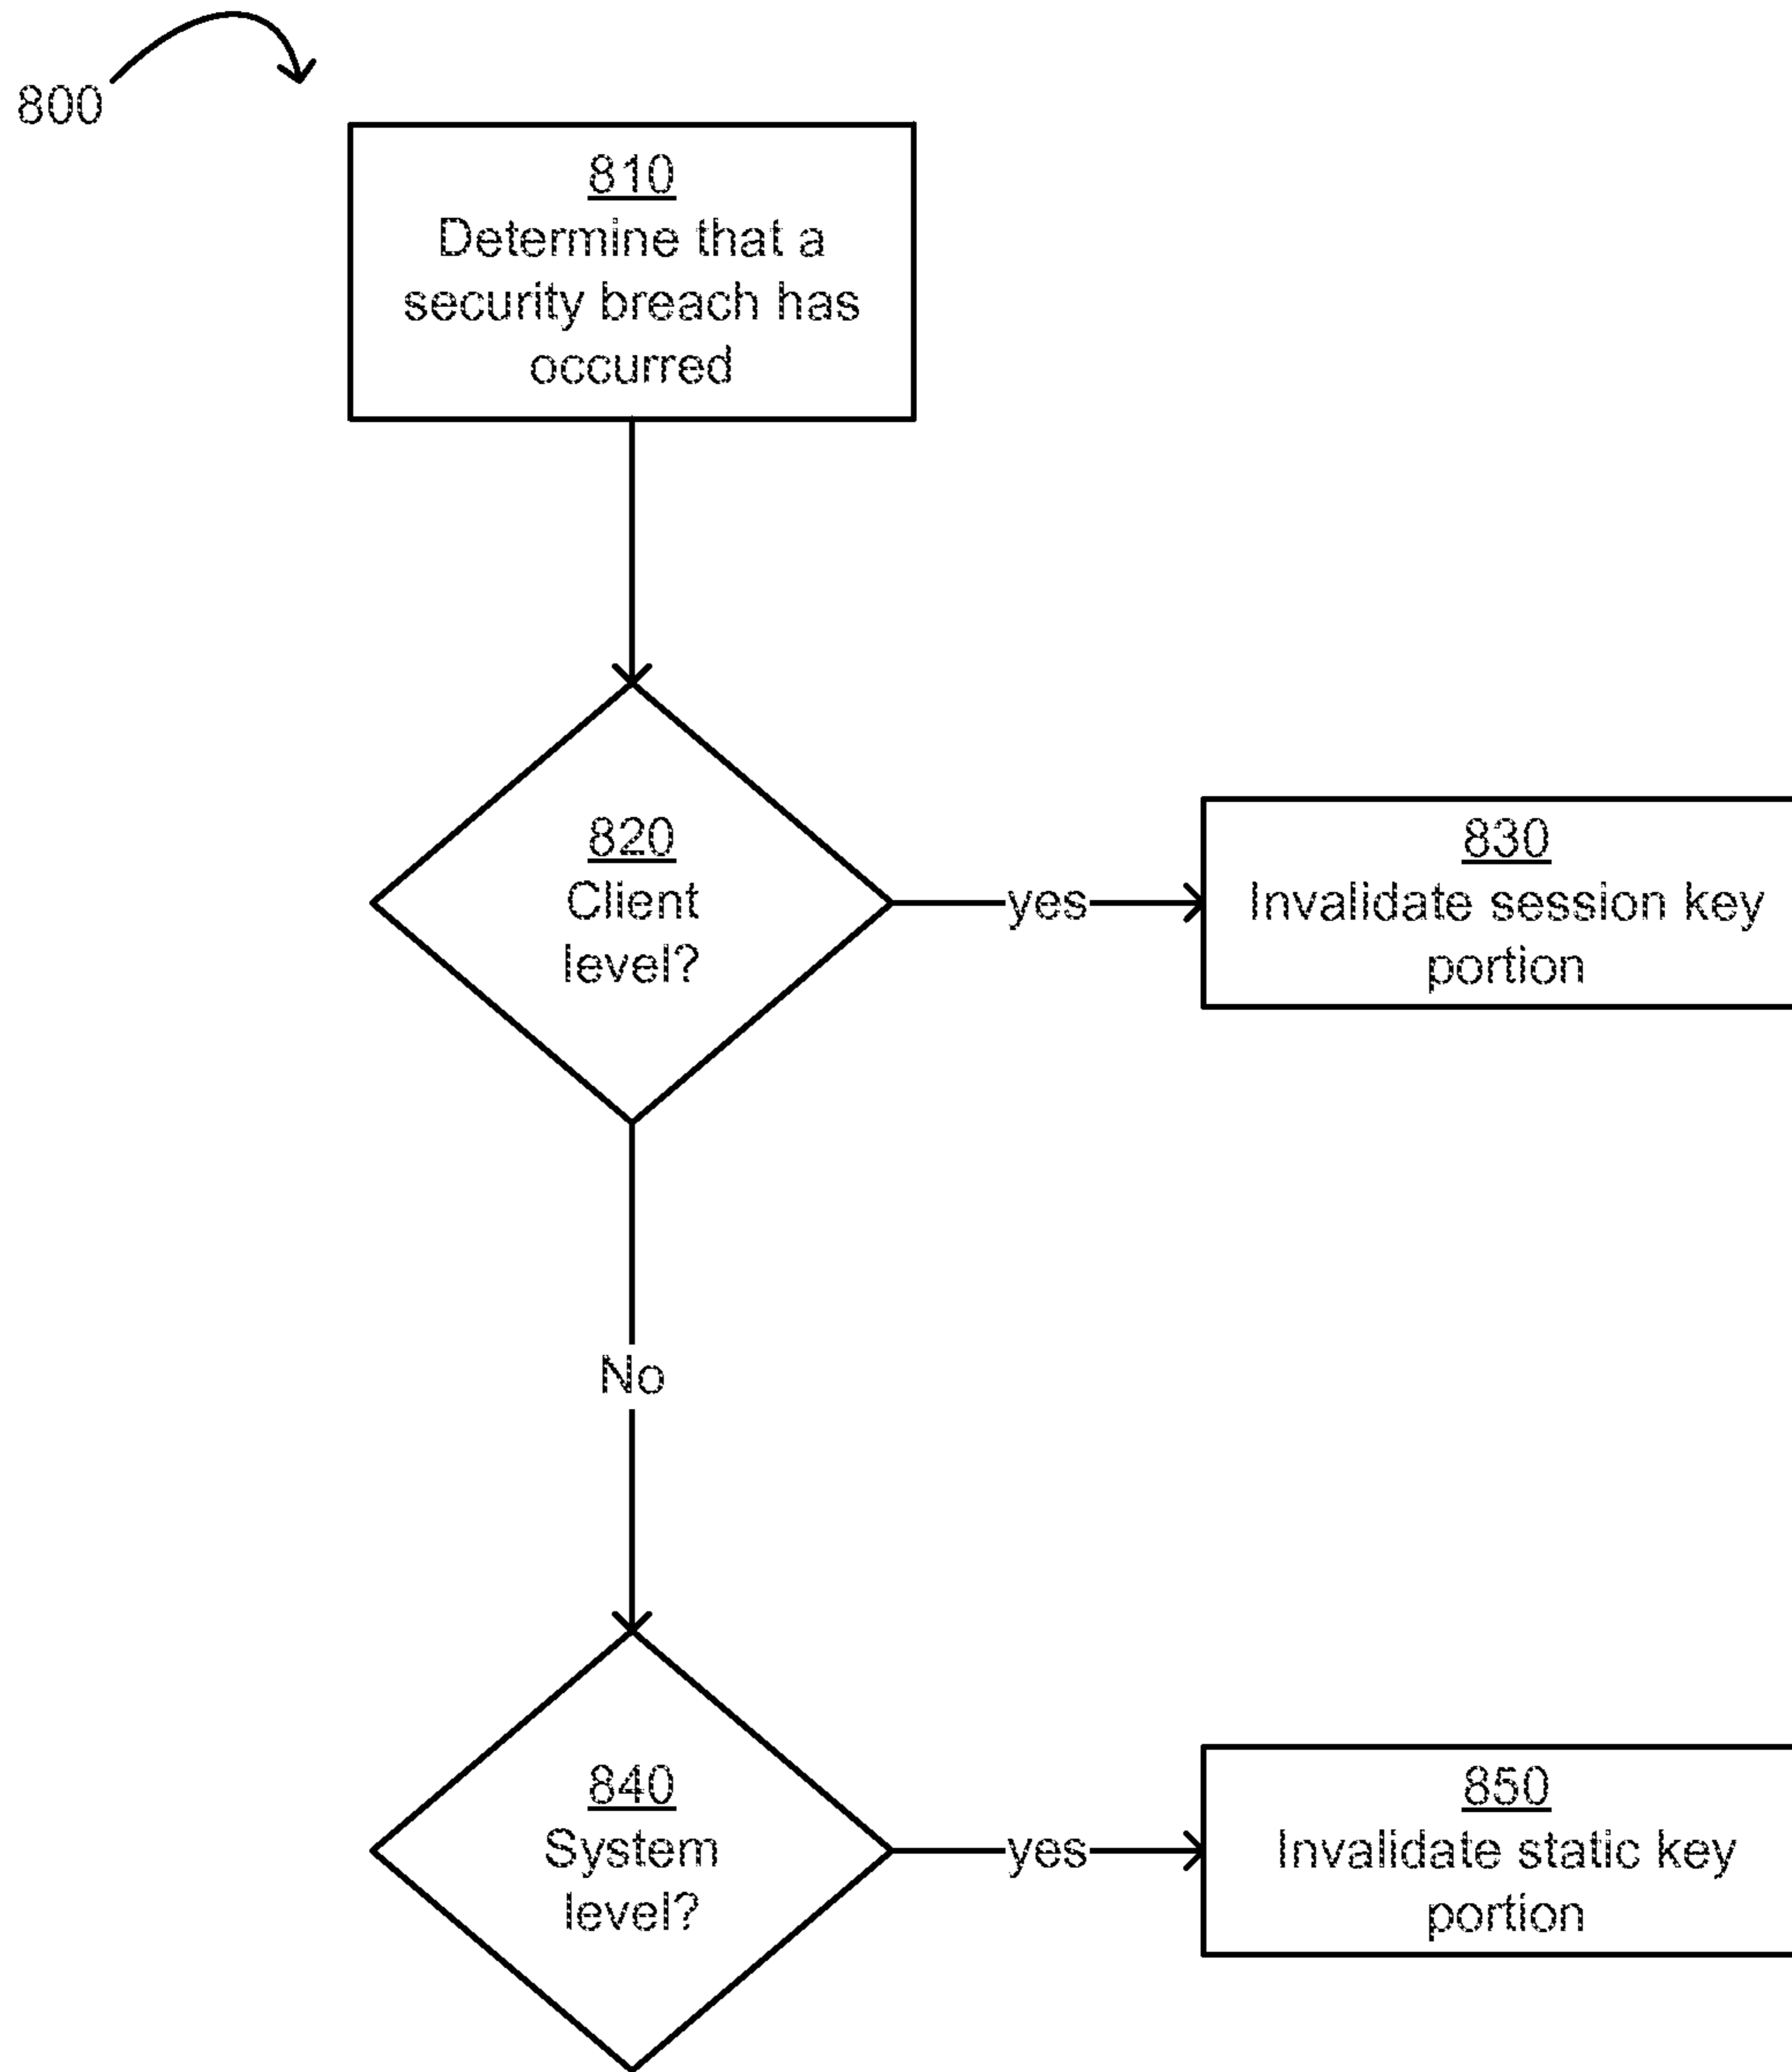 800
810
Determine that a
security breach has
occurred
820
Client
level?
yes
830
Invalidate session key
portion
No
840
System
level?
yes
850
Invalidate static key
portion